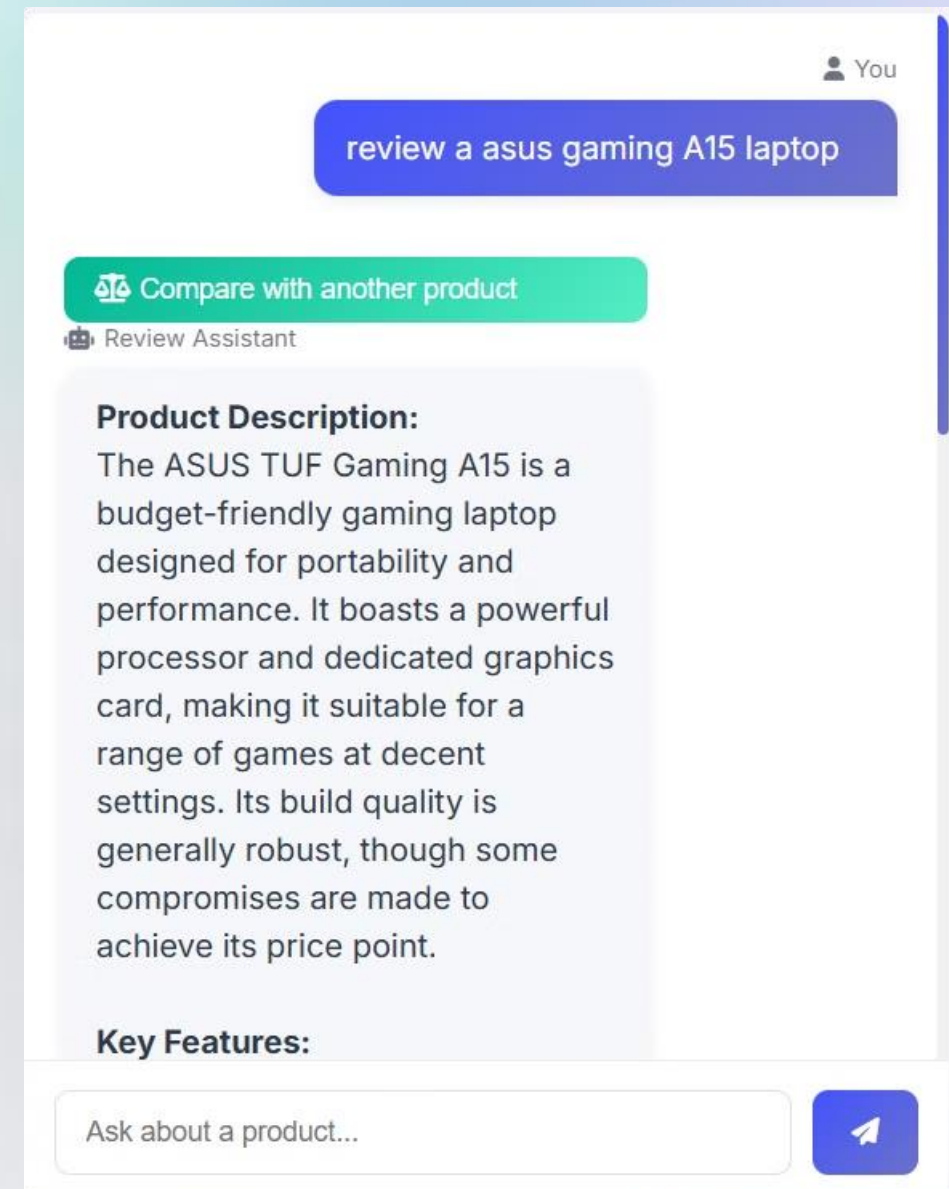 You
review a asus gaming A15 laptop
Compare with another product
Review Assistant
Product Description:
The ASUS TUF Gaming A15 is a
budget-friendly gaming laptop
designed for portability and
performance. It boasts a powerful
processor and dedicated graphics
card, making it suitable for a
range of games at decent
settings. Its build quality is
generally robust, though some
compromises are made to
achieve its price point.
Key Features:
Ask about a product...